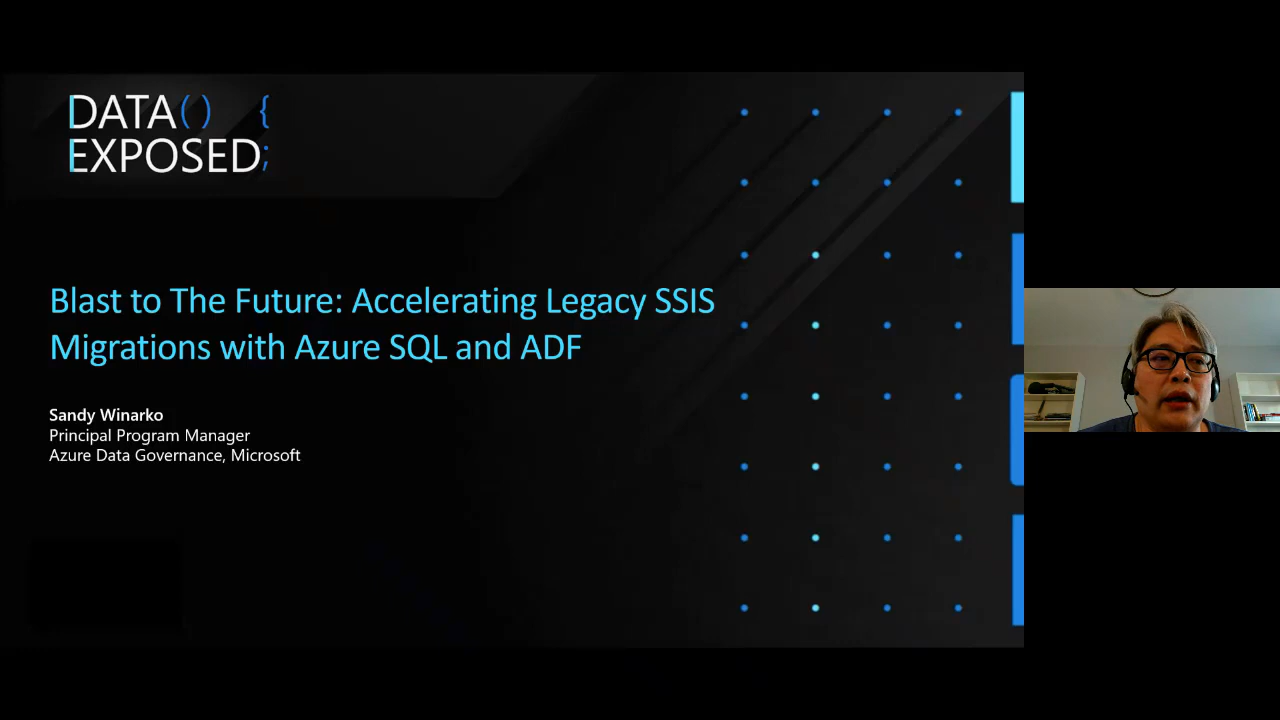 DATA() {
EXPOSED;
Blast to The Future: Accelerating Legacy SSIS
Migrations with Azure SQL and ADF
Sandy Winarko
Principal Program Manager
Azure Data Governance, Microsoft